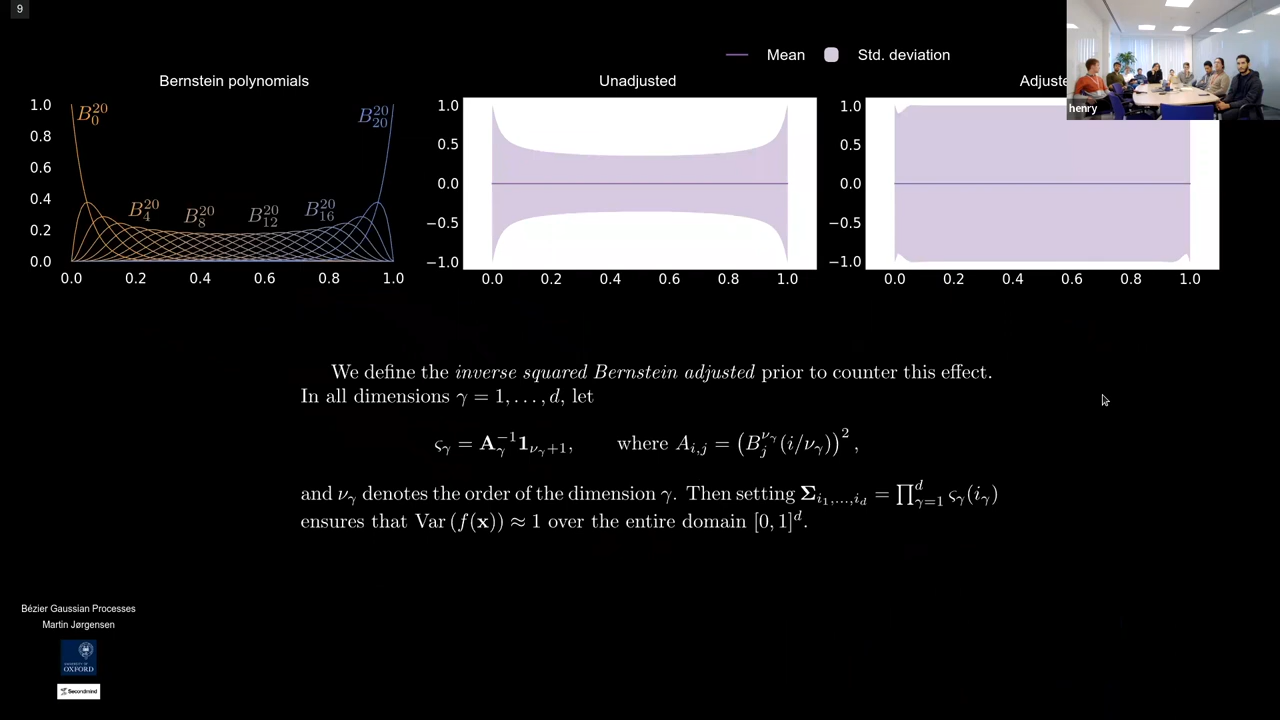 9
Mean
Std. deviation
Bernstein polynomials
Unadjusted
Adjuste
henry
1.0
0.8
0.6
0.4
0.2
0.0
B_0^{20}
B_{20}^{20}
B_4^{20}
B_8^{20}
B_{12}^{20}
B_{16}^{20}
0.0 0.2 0.4 0.6 0.8 1.0
1.0
0.5
0.0
−0.5
−1.0
0.0 0.2 0.4 0.6 0.8 1.0
1.0
0.5
0.0
−0.5
−1.0
0.0 0.2 0.4 0.6 0.8 1.0
We define the inverse squared Bernstein adjusted prior to counter this effect.
In all dimensions γ = 1, . . . , d, let
ς_γ = A_γ^{−1} 1_{ν_γ+1}, where A_{i,j} = (B_j^{ν_γ}(i/ν_γ))^2,
and ν_γ denotes the order of the dimension γ. Then setting Σ_{i_1,...,i_d} = ∏_{γ=1}^d ς_γ(i_γ)
ensures that Var (f(x)) ≈ 1 over the entire domain [0, 1]^d.
Bézier Gaussian Processes
Martin Jørgensen
UNIVERSITY OF
OXFORD
Secondmind